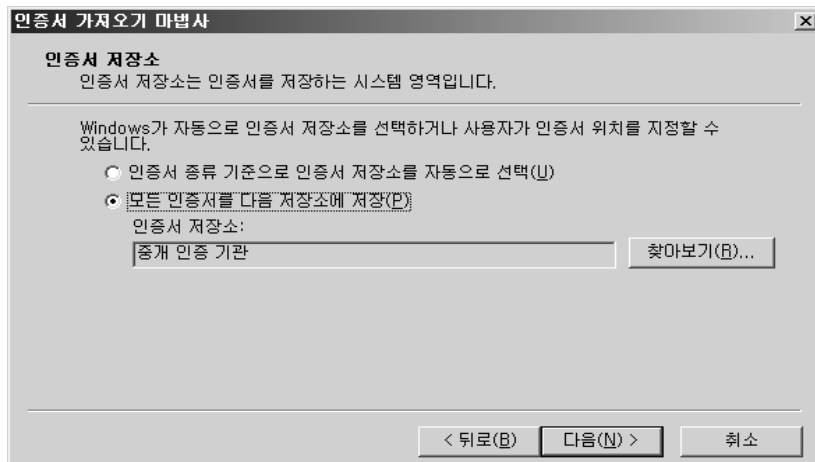 인증서 가져오기 마법사
인증서 저장소
인증서 저장소는 인증서를 저장하는 시스템 영역입니다.
Windows가 자동으로 인증서 저장소를 선택하거나 사용자가 인증서 위치를 지정할 수
있습니다.
인증서 종류 기준으로 인증서 저장소를 자동으로 선택(U)
모든 인증서를 다음 저장소에 저장(P)
인증서 저장소:
중개 인증 기관
찾아보기(R)...
< 뒤로(B)
다음(N) >
취소